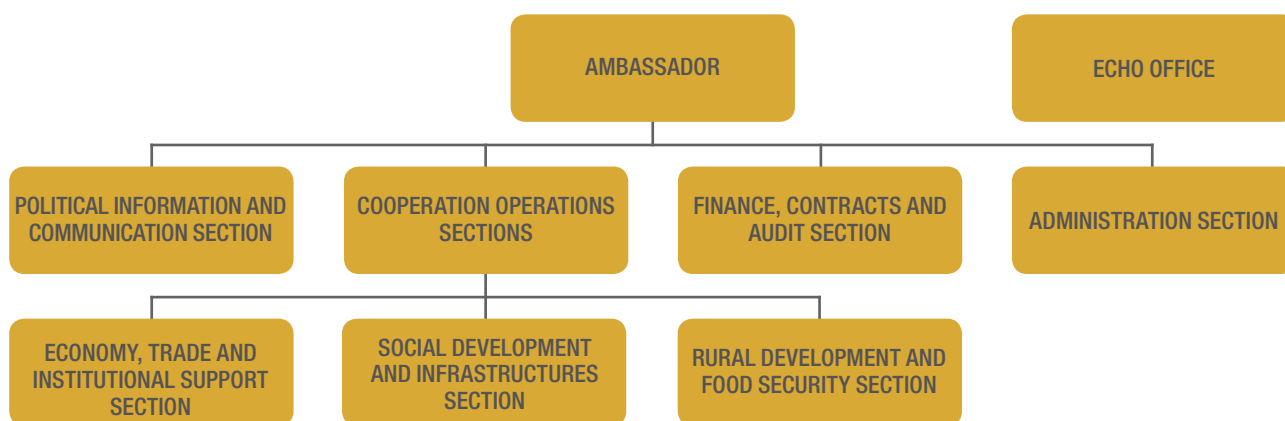 AMBASSADOR
ECHO OFFICE
POLITICAL INFORMATION AND
COMMUNICATION SECTION
COOPERATION OPERATIONS
SECTIONS
FINANCE, CONTRACTS AND
AUDIT SECTION
ADMINISTRATION SECTION
ECONOMY, TRADE AND
INSTITUTIONAL SUPPORT
SECTION
SOCIAL DEVELOPMENT
AND INFRASTRUCTURES
SECTION
RURAL DEVELOPMENT AND
FOOD SECURITY SECTION